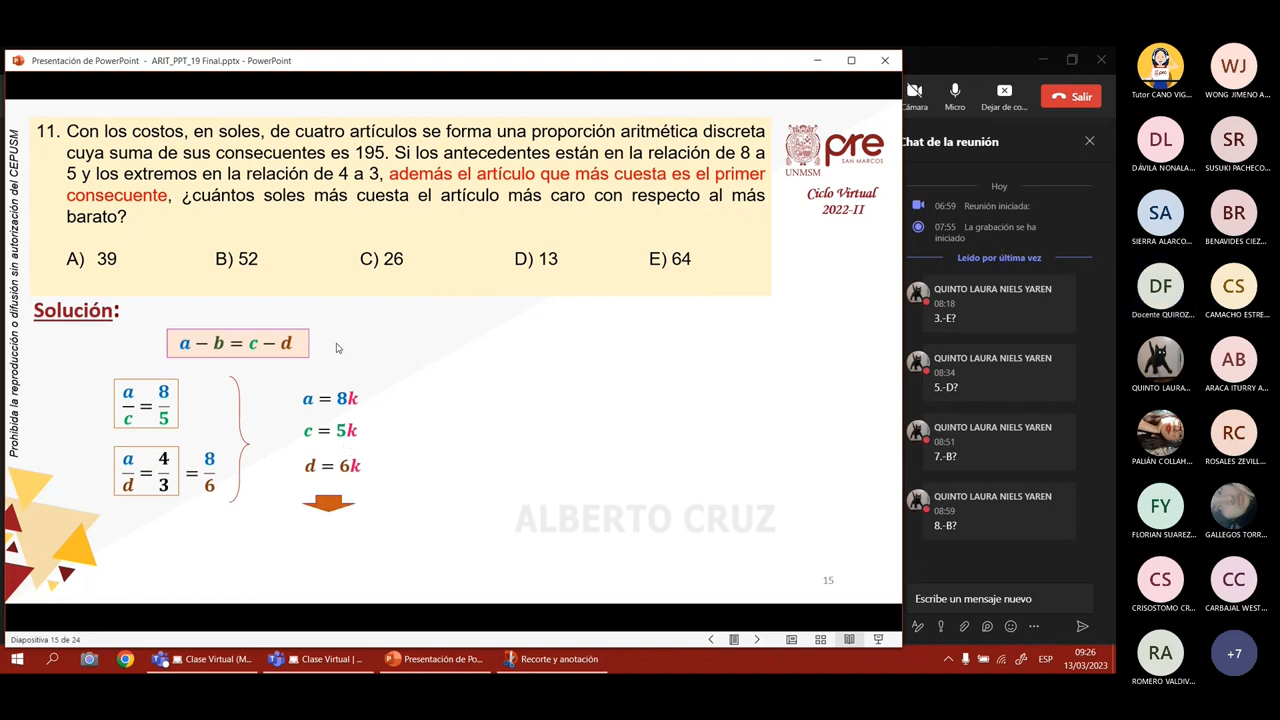 Presentación de PowerPoint - ARIT_PPT_19 Final.pptx - PowerPoint
Prohibida la reproducción o difusión sin autorización del CEPUSM
11. Con los costos, en soles, de cuatro artículos se forma una proporción aritmética discreta
cuya suma de sus consecuentes es 195. Si los antecedentes están en la relación de 8 a
5 y los extremos en la relación de 4 a 3, además el artículo que más cuesta es el primer
consecuente, ¿cuántos soles más cuesta el artículo más caro con respecto al más
barato?
A) 39 B) 52 C) 26 D) 13 E) 64
UNMSM
pre
SAN MARCOS
Ciclo Virtual
2022-II
Solución:
a − b = c − d
a/c = 8/5
a/d = 4/3 = 8/6
a = 8k
c = 5k
d = 6k
ALBERTO CRUZ
15
Diapositiva 15 de 24
Cámara
Micro
Dejar de co...
Salir
Chat de la reunión
Hoy
06:59 Reunión iniciada:
07:55 La grabación se ha
iniciado
Leído por última vez
QUINTO LAURA NIELS YAREN
08:18
3.-E?
QUINTO LAURA NIELS YAREN
08:34
5.-D?
QUINTO LAURA NIELS YAREN
08:51
7.-B?
QUINTO LAURA NIELS YAREN
08:59
8.-B?
Escribe un mensaje nuevo
Tutor CANO VIG...
WJ
WONG JIMENO A...
DL
DÁVILA NONALA...
SR
SUSUKI PACHECO...
SA
SIERRA ALARCO...
BR
BENAVIDES CIEZ...
DF
Docente QUIROZ...
CS
CAMACHO ESTRE...
QUINTO LAURA...
AB
ARACA ITURRY A...
PALIÁN COLLAH...
RC
ROSALES ZEVILL...
FY
FLORIAN SUAREZ...
GALLEGOS TORR...
CS
CRISOSTOMO CR...
CC
CARBAJAL WEST...
RA
ROMERO VALDIV...
+7
Clase Virtual (M...
Clase Virtual | ...
Presentación de Po...
Recorte y anotación
ESP
09:26
13/03/2023